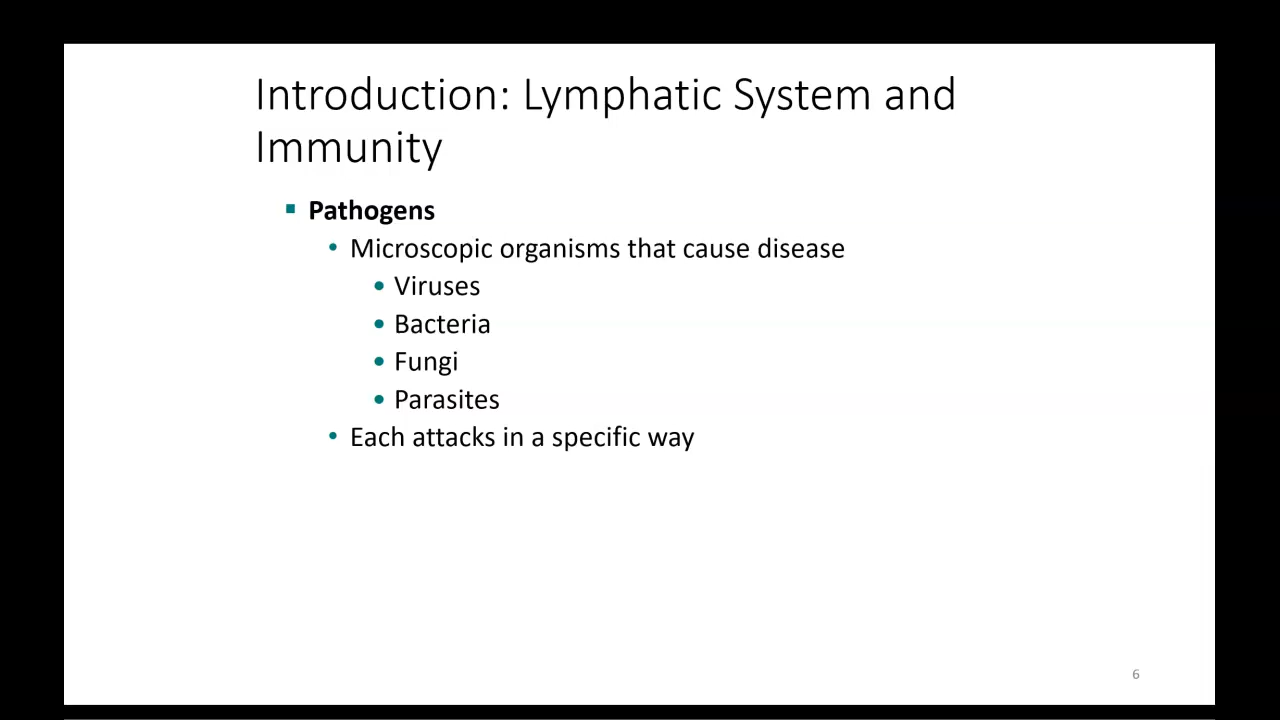 Introduction: Lymphatic System and
Immunity
Pathogens
Microscopic organisms that cause disease
Viruses
Bacteria
Fungi
Parasites
Each attacks in a specific way
6